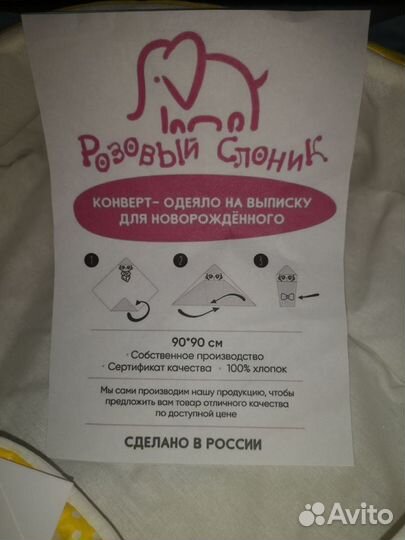 Розовый Слоник
КОНВЕРТ- ОДЕЯЛО НА ВЫПИСКУ
ДЛЯ НОВОРОЖДЁННОГО
1 2 3
90*90 см
· Собственное производство ·
· Сертификат качества · 100% хлопок
Мы сами производим нашу продукцию, чтобы
предложить вам товар отличного качества
по доступной цене
СДЕЛАНО В РОССИИ
Avito